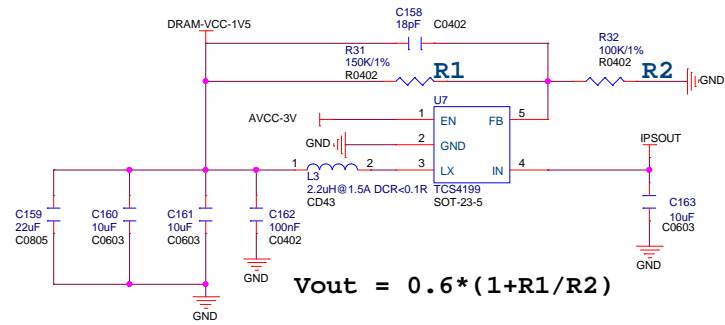 C158
18pF C0402
DRAM-VCC-1V5
R31
150K/1%
R0402
R1
R32
100K/1%
R0402
R2
GND
U7
AVCC-3V
1 EN FB 5
GND 2 GND
IPSOUT
1 2 3 LX IN 4
L3
2.2uH@1.5A DCR<0.1R
CD43
TCS4199
SOT-23-5
C159
22uF
C0805
C160
10uF
C0603
C161
10uF
C0603
C162
100nF
C0402
C163
10uF
C0603
GND
GND
GND
Vout = 0.6*(1+R1/R2)